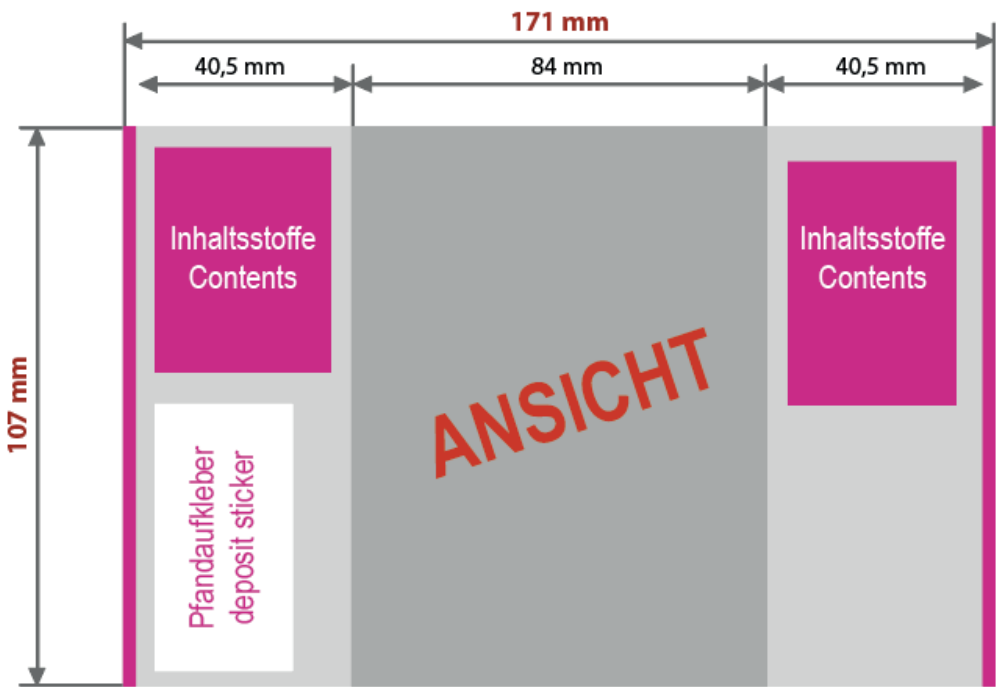 171 mm
40,5 mm
84 mm
40,5 mm
107 mm
Inhaltsstoffe
Contents
Pfandaufkleber
deposit sticker
ANSICHT
Inhaltsstoffe
Contents